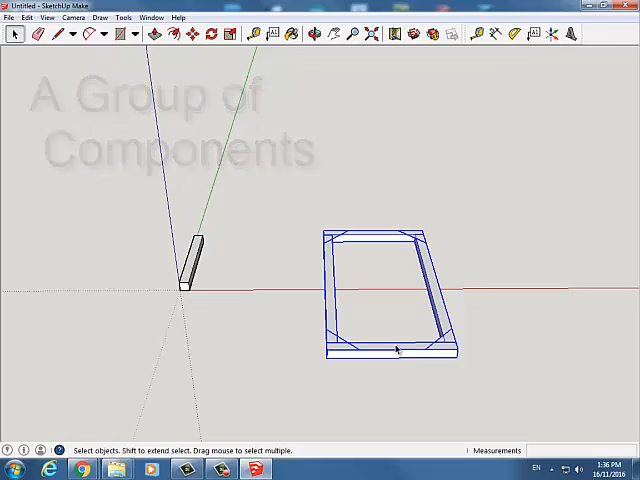 Untitled - SketchUp Make
File Edit View Camera Draw Tools Window Help
A Group of
Components
Select objects. Shift to extend select. Drag mouse to select multiple.
Measurements
EN
1:36 PM
16/11/2016